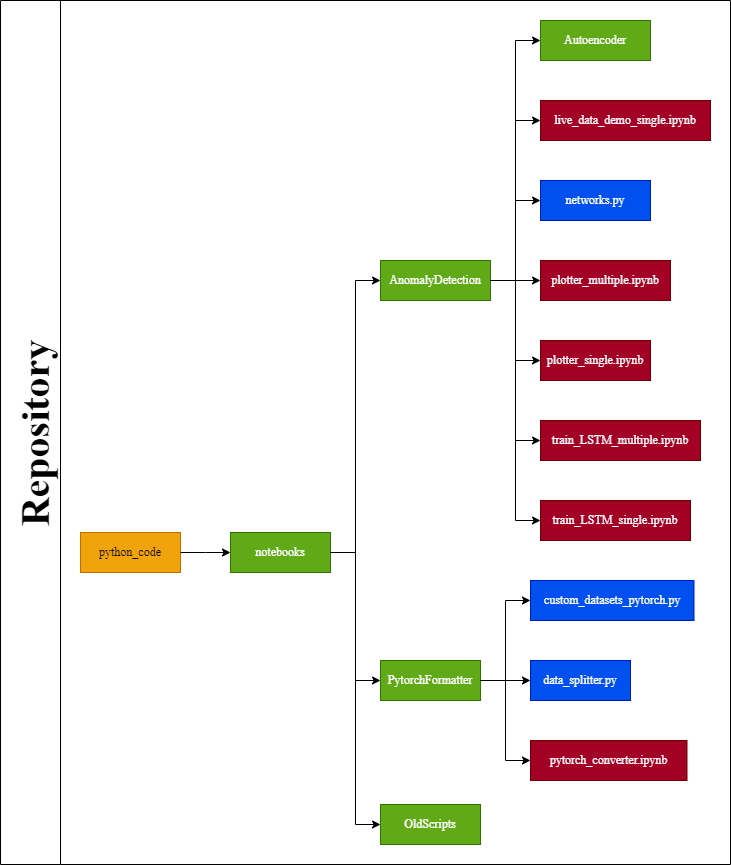 Repository
python_code
notebooks
AnomalyDetection
Autoencoder
live_data_demo_single.ipynb
networks.py
plotter_multiple.ipynb
plotter_single.ipynb
train_LSTM_multiple.ipynb
train_LSTM_single.ipynb
PytorchFormatter
custom_datasets_pytorch.py
data_splitter.py
pytorch_converter.ipynb
OldScripts